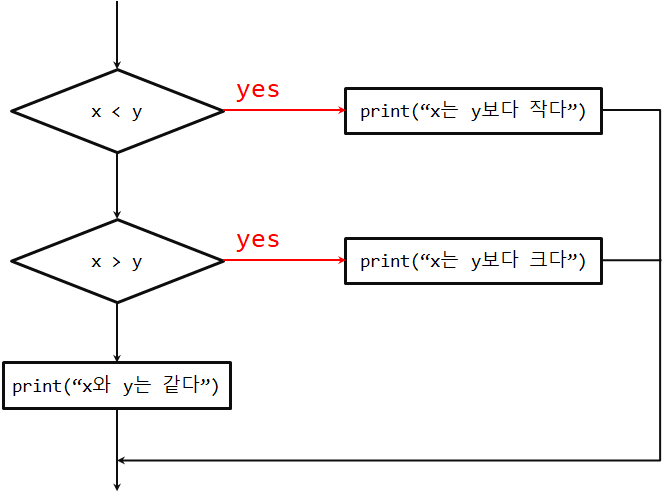 yes
x < y
print(“x는 y보다 작다”)
yes
x > y
print(“x는 y보다 크다”)
print(“x와 y는 같다”)